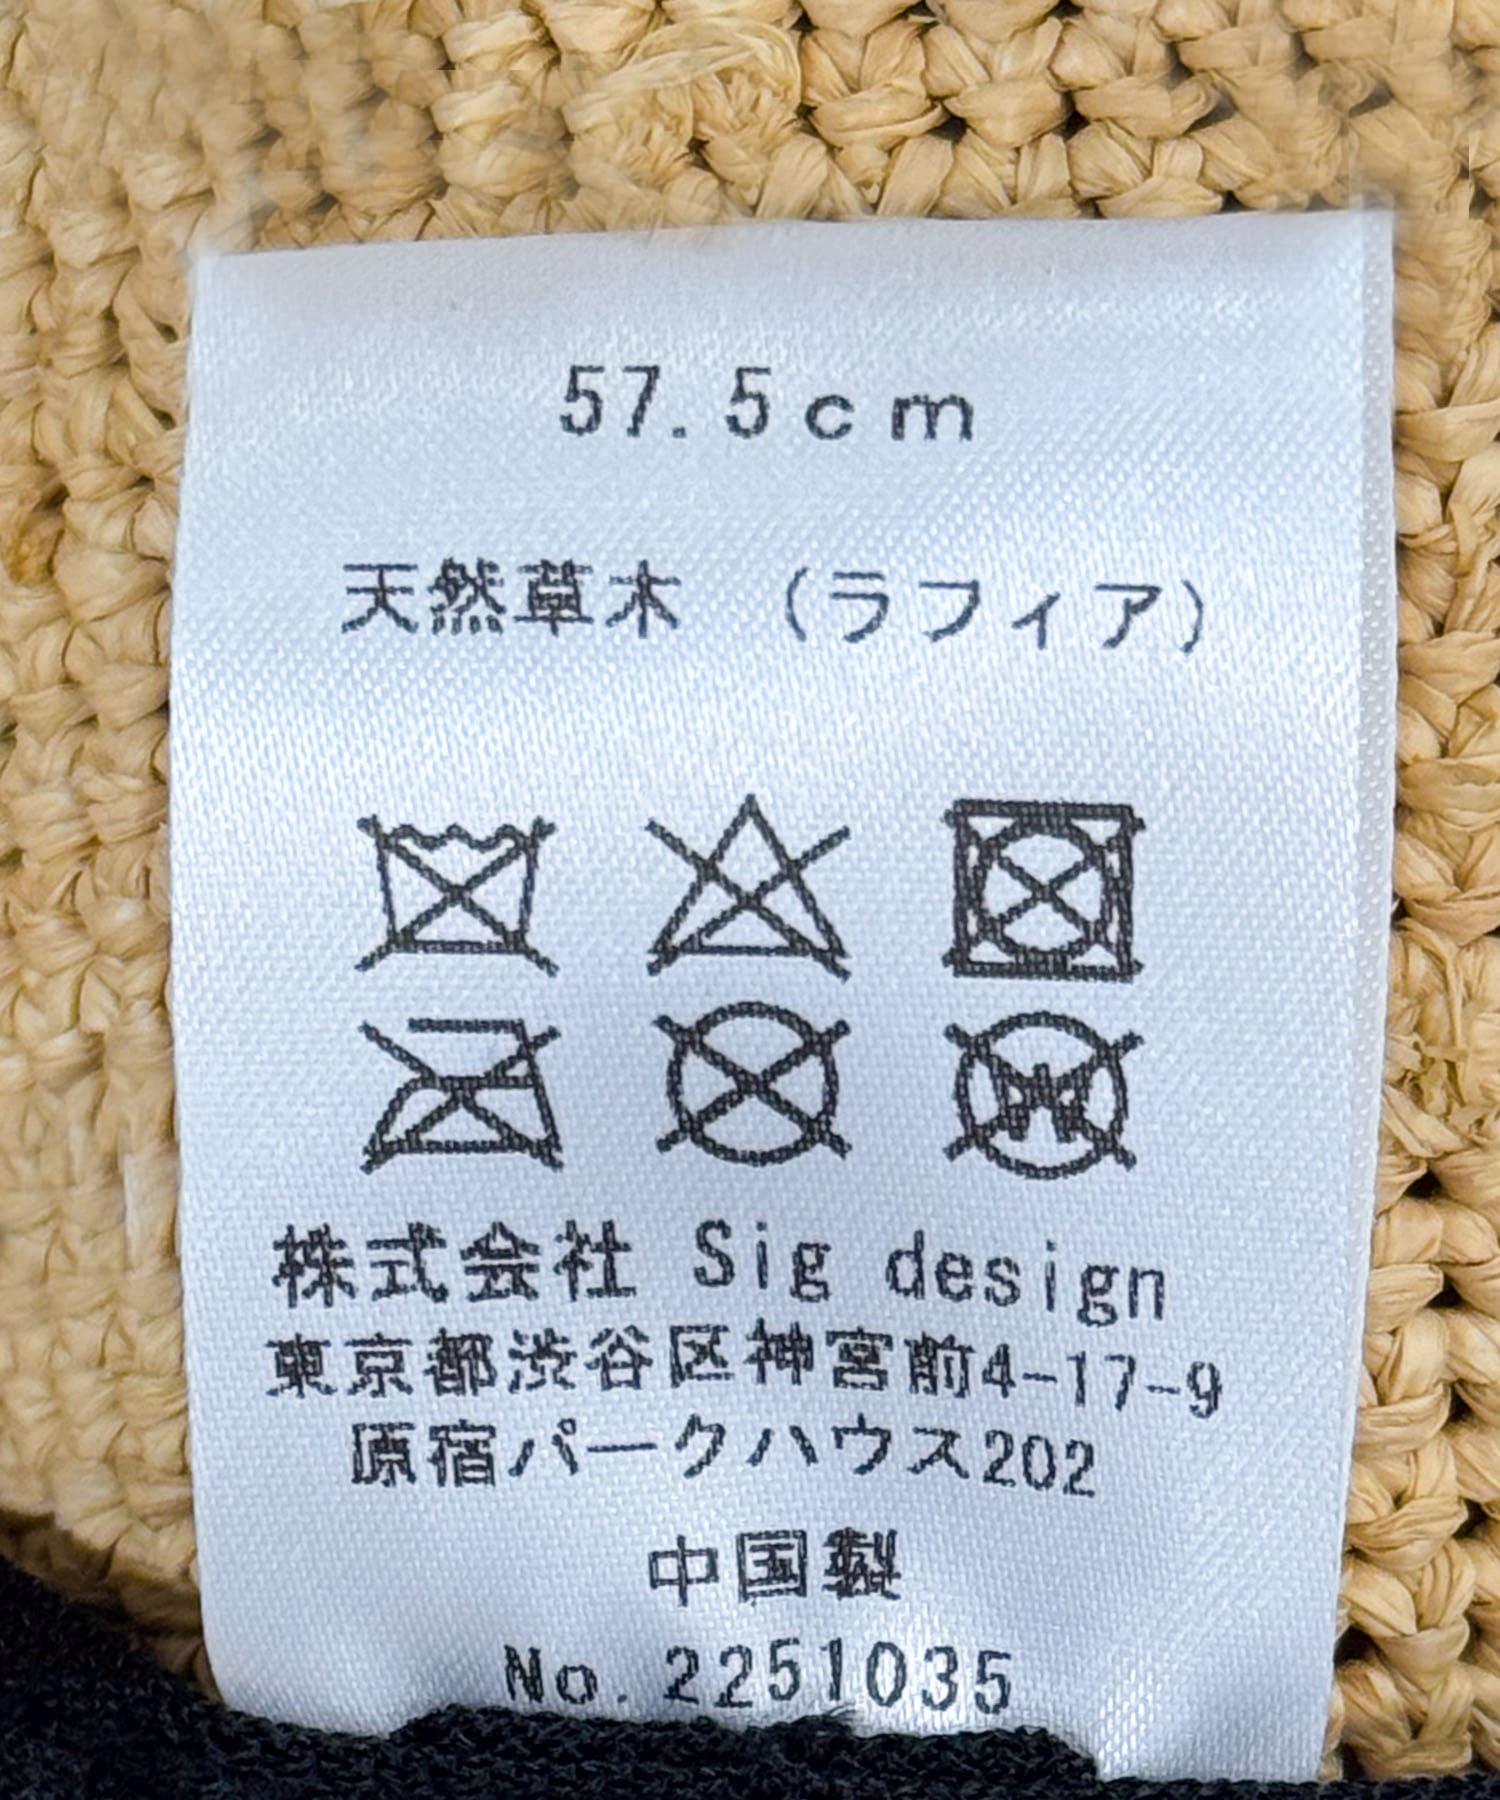 57.5cm
天然草木　(ラフィア)
W
株式会社 Sig design
東京都渋谷区神宮前4-17-9
原宿パークハウス202
中国製
No.2251035